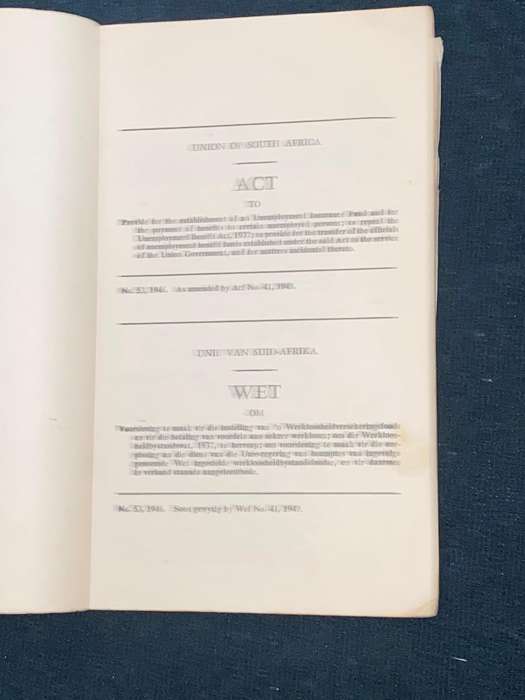 UNION OF SOUTH AFRICA
ACT
TO
Provide for the establishment of an Unemployment Insurance Fund and for
the payment of benefits to certain unemployed persons; to repeal the
Unemployment Benefit Act, 1937; to provide for the transfer of the officials
of unemployment benefit funds established under the said Act to the service
of the Union Government; and for matters incidental thereto.
No. 53, 1946. As amended by Act No. 41, 1949.
UNIE VAN SUID-AFRIKA
WET
OM
Voorsiening te maak vir die instelling van 'n Werkloosheidversekeringsfonds
en vir die betaling van voordele aan sekere werkloses; om die Werkloos-
heidbystandswet, 1937, te herroep; om voorsiening te maak vir die oor-
plasing na die diens van die Unie-regering van beamptes van ingevolge
genoemde Wet ingestelde werkloosheidbystandsfondse, en vir daarmee
in verband staande aangeleenthede.
No. 53, 1946. Soos gewysig by Wet No. 41, 1949.